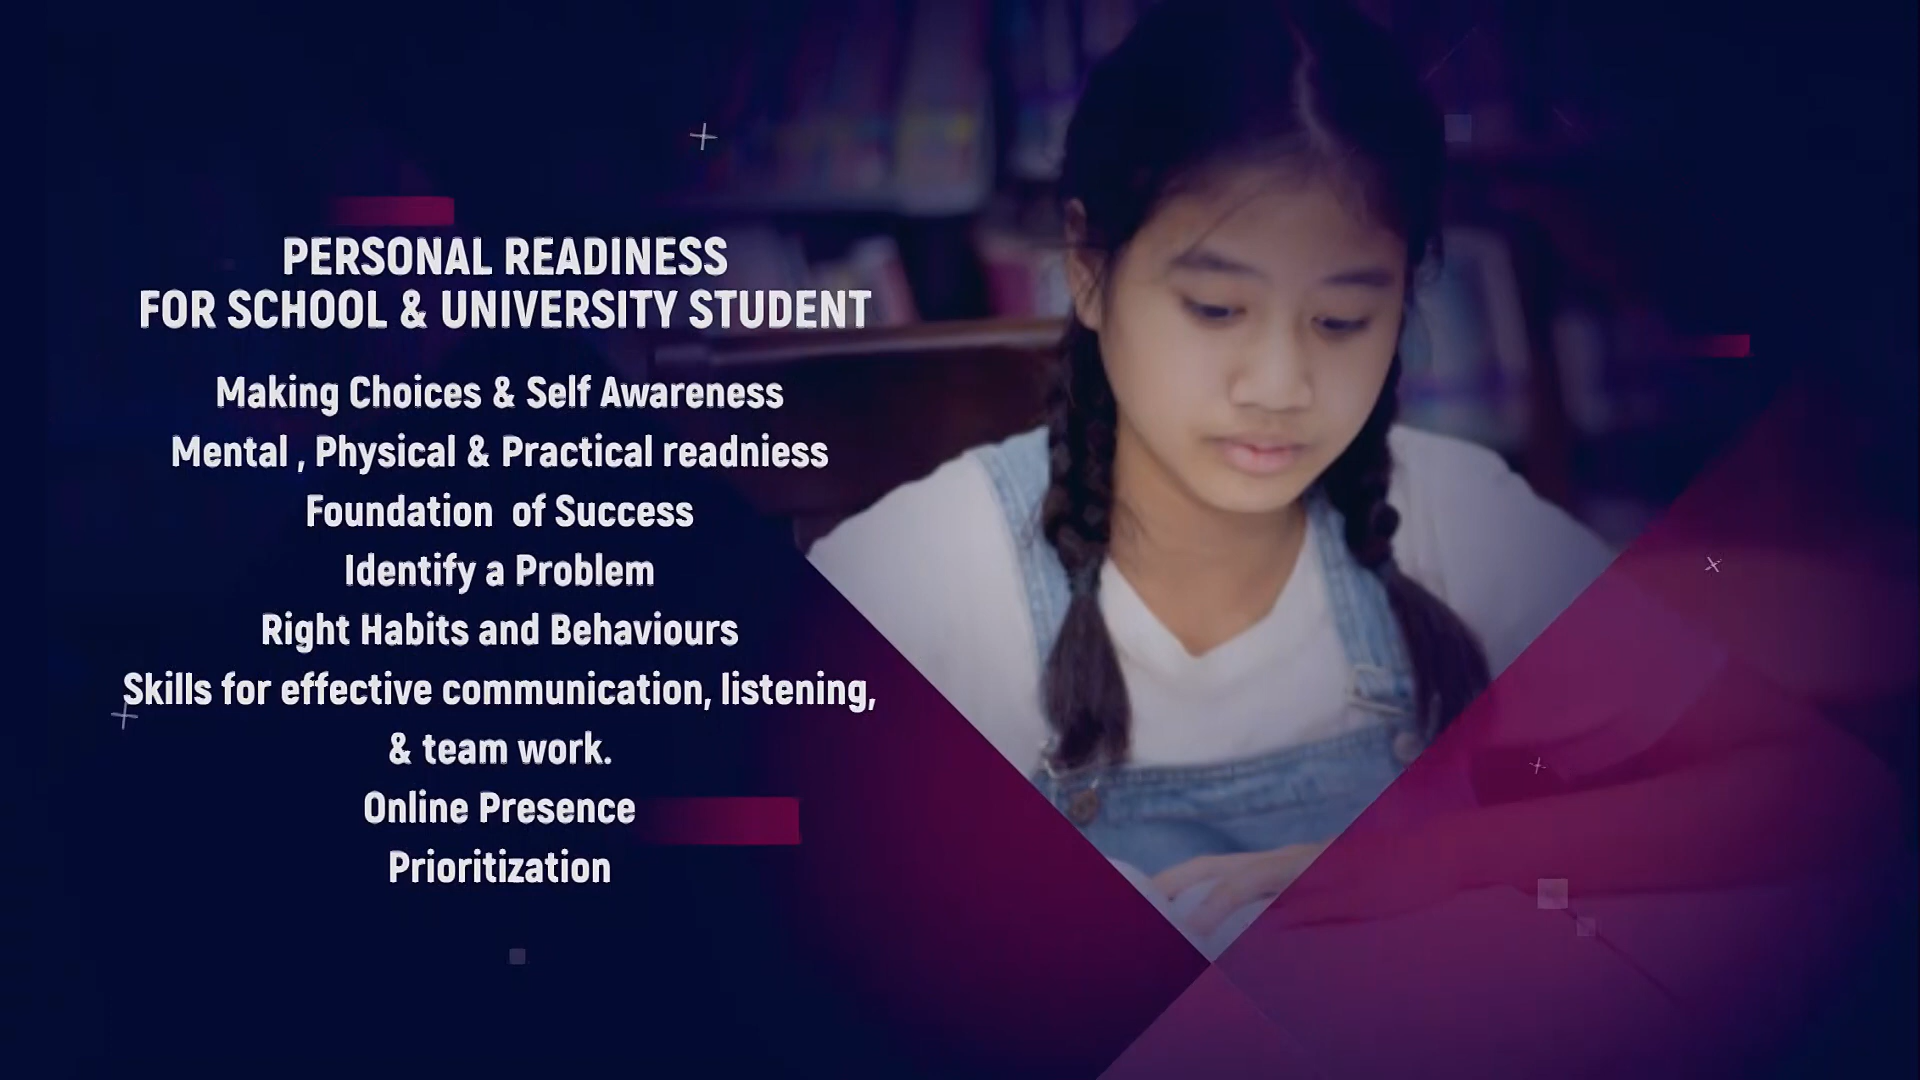 PERSONAL READINESS
FOR SCHOOL & UNIVERSITY STUDENT
Making Choices & Self Awareness
Mental , Physical & Practical readniess
Foundation  of Success
Identify a Problem
Right Habits and Behaviours
Skills for effective communication, listening,
& team work.
Online Presence
Prioritization